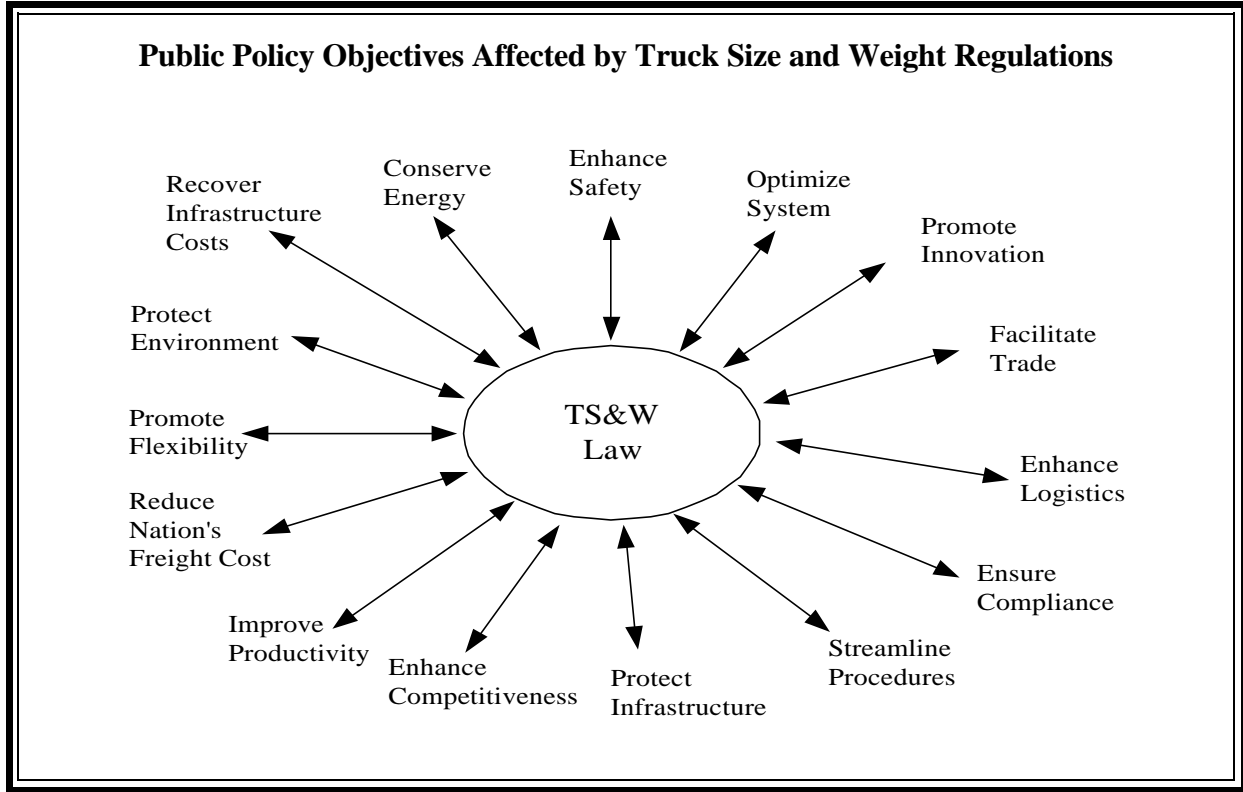 Public Policy Objectives Affected by Truck Size and Weight Regulations
Recover
Infrastructure
Costs
Conserve
Energy
Enhance
Safety
Optimize
System
Promote
Innovation
Protect
Environment
Facilitate
Trade
Promote
Flexibility
TS&W
Law
Enhance
Logistics
Reduce
Nation's
Freight Cost
Ensure
Compliance
Improve
Productivity
Enhance
Competitiveness
Protect
Infrastructure
Streamline
Procedures